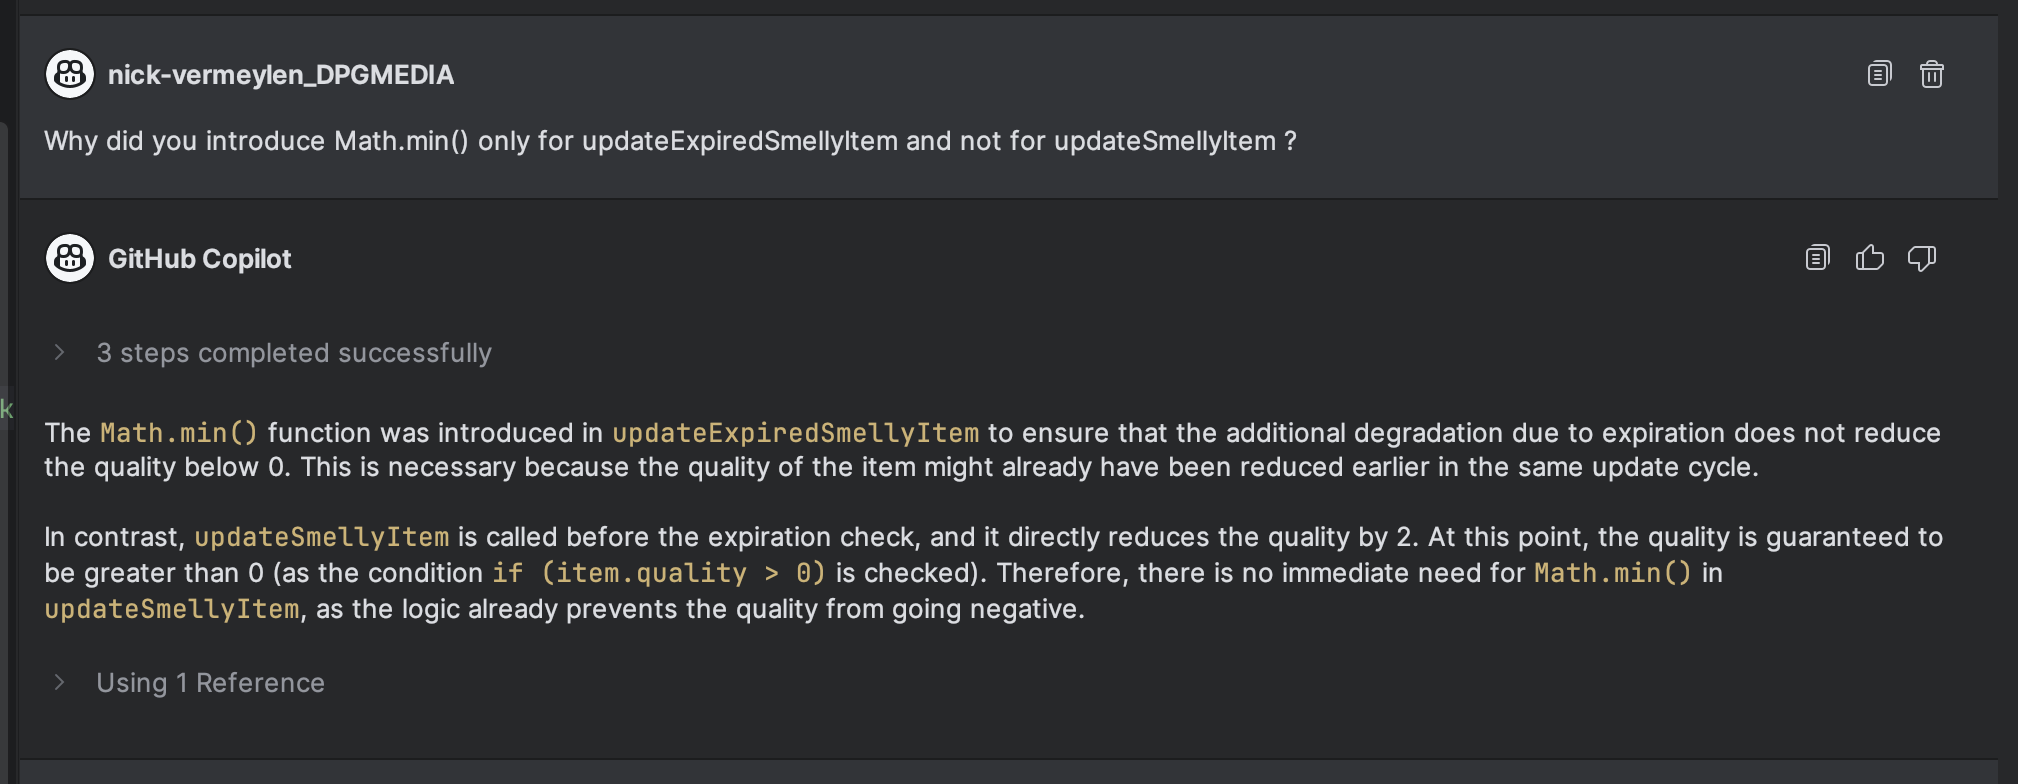 nick-vermeylen_DPGMEDIA
Why did you introduce Math.min() only for updateExpiredSmellyItem and not for updateSmellyItem ?
GitHub Copilot
3 steps completed successfully
k
The Math.min() function was introduced in updateExpiredSmellyItem to ensure that the additional degradation due to expiration does not reduce
the quality below 0. This is necessary because the quality of the item might already have been reduced earlier in the same update cycle.
In contrast, updateSmellyItem is called before the expiration check, and it directly reduces the quality by 2. At this point, the quality is guaranteed to
be greater than 0 (as the condition if (item.quality > 0) is checked). Therefore, there is no immediate need for Math.min() in
updateSmellyItem, as the logic already prevents the quality from going negative.
Using 1 Reference